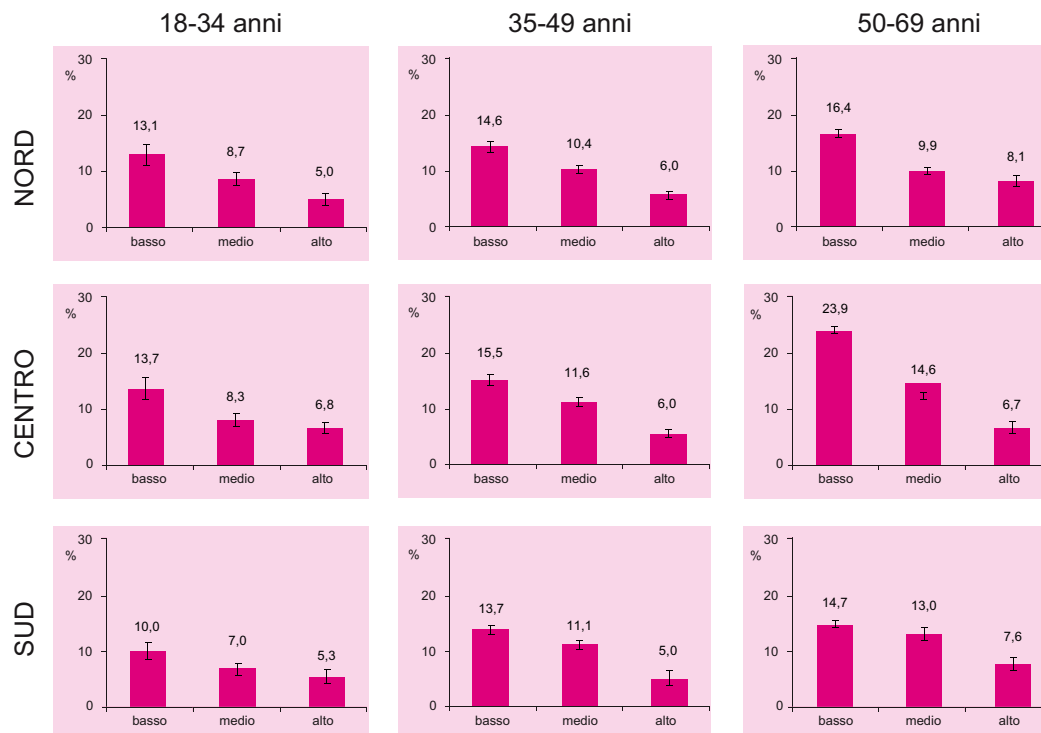 18-34 anni
35-49 anni
50-69 anni
NORD
30
%
20
10
0
13,1
8,7
5,0
basso
medio
alto
30
%
20
10
0
14,6
10,4
6,0
basso
medio
alto
30
%
20
10
0
16,4
9,9
8,1
basso
medio
alto
CENTRO
30
%
20
10
0
13,7
8,3
6,8
basso
medio
alto
30
%
20
10
0
15,5
11,6
6,0
basso
medio
alto
30
%
20
10
0
23,9
14,6
6,7
basso
medio
alto
SUD
30
%
20
10
0
10,0
7,0
5,3
basso
medio
alto
30
%
20
10
0
13,7
11,1
5,0
basso
medio
alto
30
%
20
10
0
14,7
13,0
7,6
basso
medio
alto